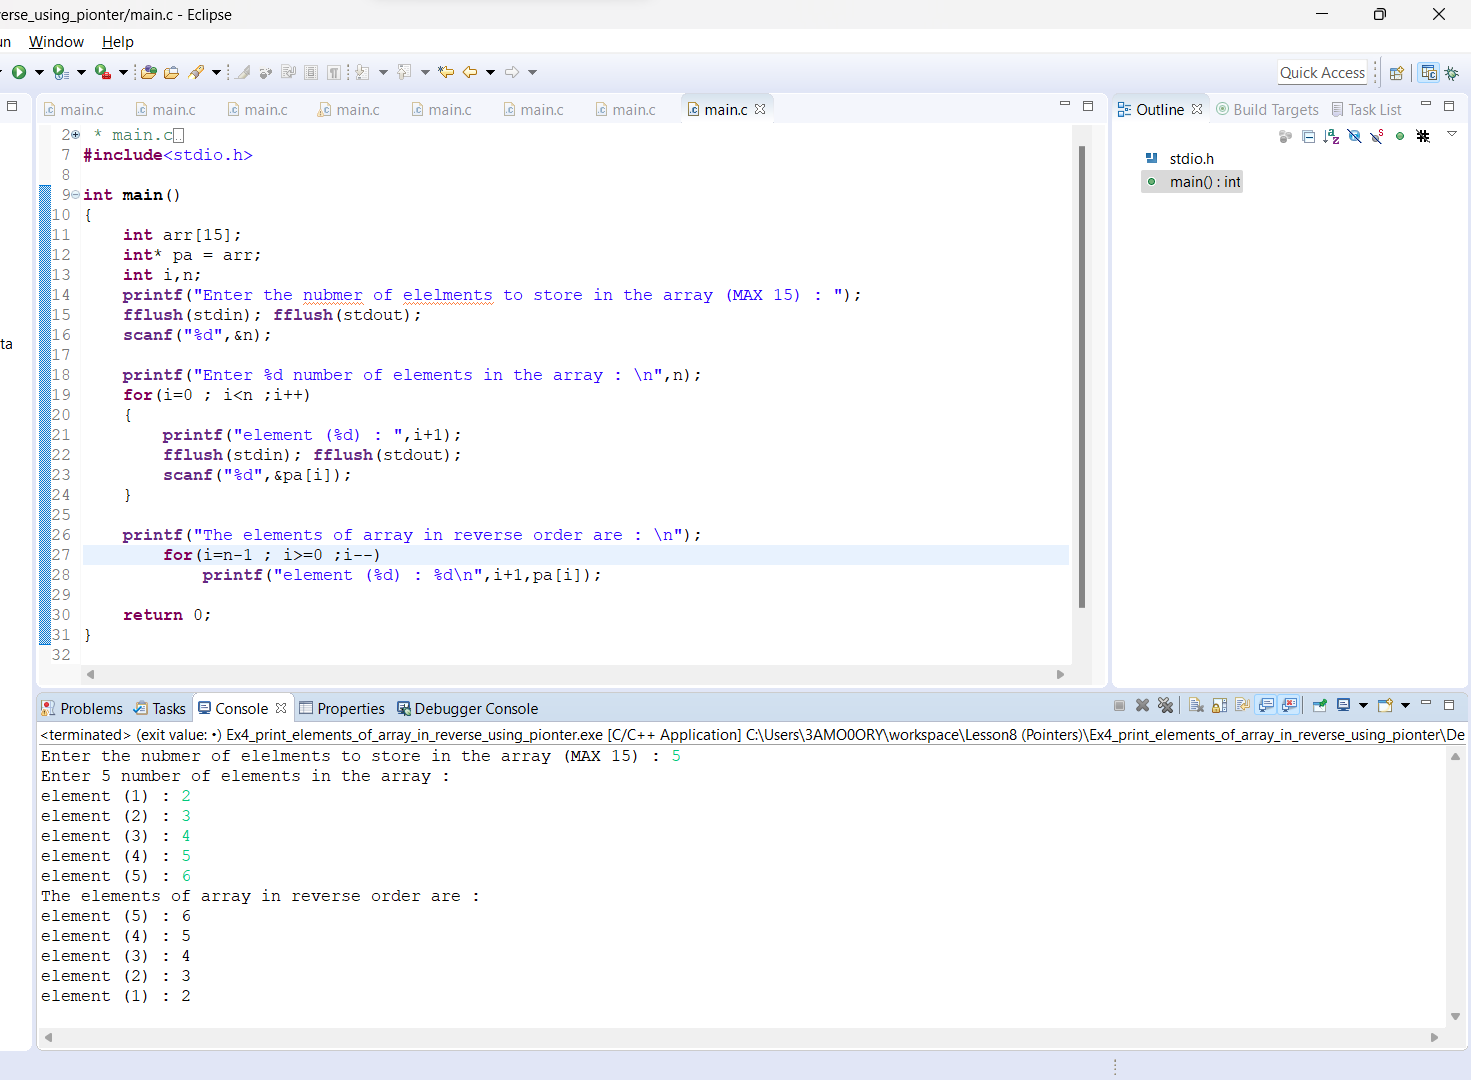 erse_using_pionter/main.c - Eclipse
un Window Help
Quick Access
main.c main.c main.c main.c main.c main.c main.c main.c
2 * main.c
7 #include<stdio.h>
8
9 int main()
10 {
11 int arr[15];
12 int* pa = arr;
13 int i,n;
14 printf("Enter the nubmer of elelments to store in the array (MAX 15) : ");
15 fflush(stdin); fflush(stdout);
16 scanf("%d",&n);
17
18 printf("Enter %d number of elements in the array : \n",n);
19 for(i=0 ; i<n ;i++)
20 {
21 printf("element (%d) : ",i+1);
22 fflush(stdin); fflush(stdout);
23 scanf("%d",&pa[i]);
24 }
25
26 printf("The elements of array in reverse order are : \n");
27 for(i=n-1 ; i>=0 ;i--)
28 printf("element (%d) : %d\n",i+1,pa[i]);
29
30 return 0;
31 }
32
ta
Outline Build Targets Task List
stdio.h
main() : int
Problems Tasks Console Properties Debugger Console
<terminated> (exit value: •) Ex4_print_elements_of_array_in_reverse_using_pionter.exe [C/C++ Application] C:\Users\3AMO0ORY\workspace\Lesson8 (Pointers)\Ex4_print_elements_of_array_in_reverse_using_pionter\De
Enter the nubmer of elelments to store in the array (MAX 15) : 5
Enter 5 number of elements in the array :
element (1) : 2
element (2) : 3
element (3) : 4
element (4) : 5
element (5) : 6
The elements of array in reverse order are :
element (5) : 6
element (4) : 5
element (3) : 4
element (2) : 3
element (1) : 2